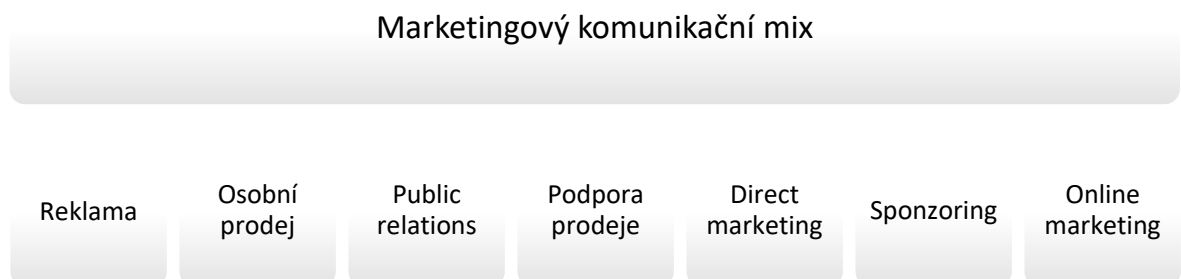 Marketingový komunikační mix
Reklama
Osobní
prodej
Public
relations
Podpora
prodeje
Direct
marketing
Sponzoring
Online
marketing